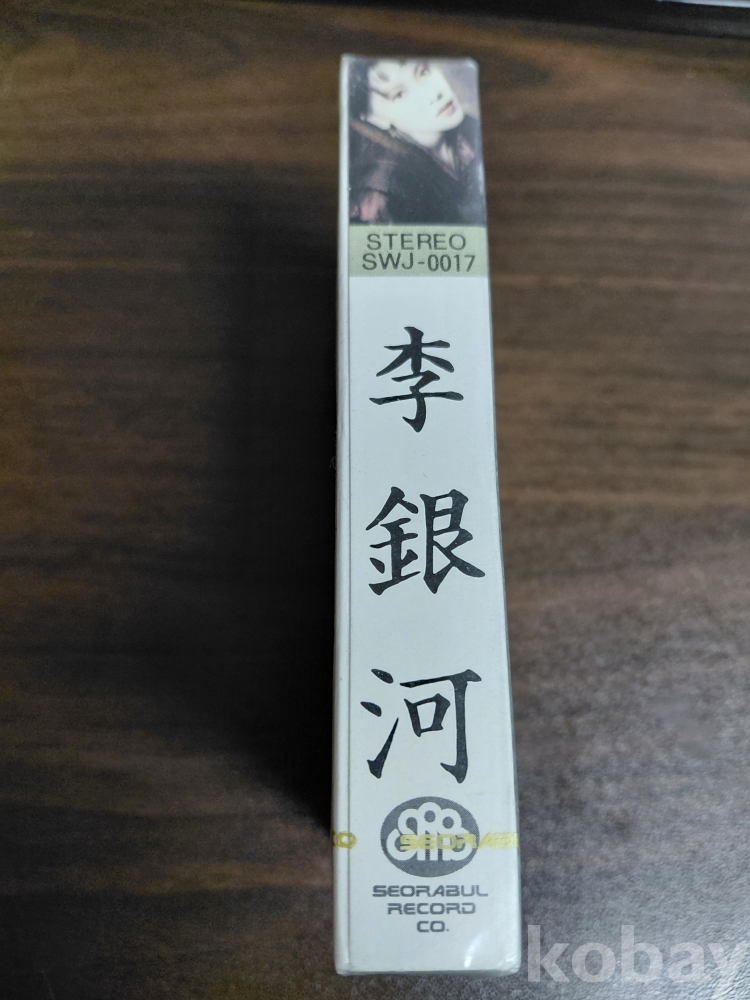 STEREO
SWJ-0017
李
銀
河
SEORABUL
RECORD
CO.
kobay